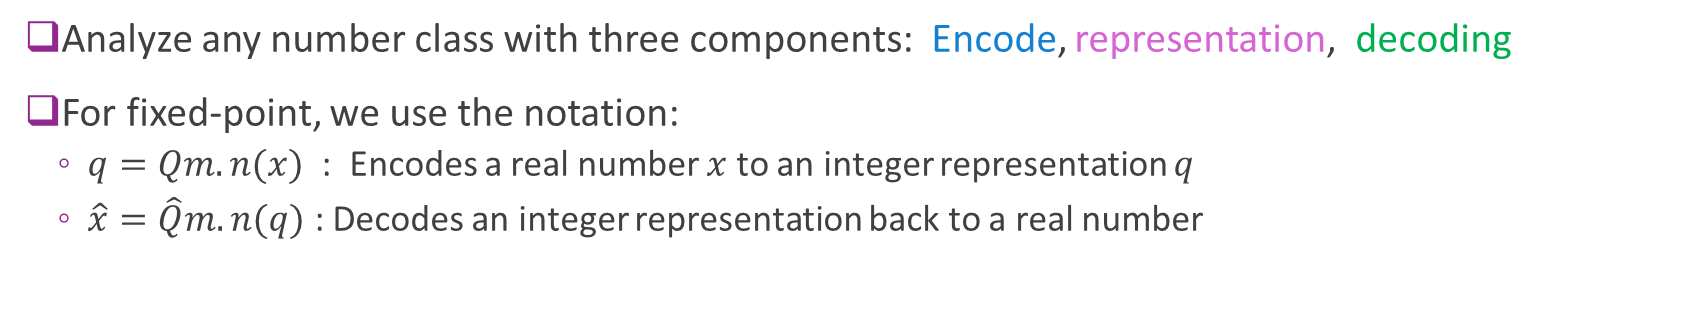 ❑Analyze any number class with three components: Encode, representation, decoding
❑For fixed-point, we use the notation:
◦ 𝑞 = 𝑄𝑚.𝑛(𝑥) : Encodes a real number 𝑥 to an integer representation 𝑞
◦ 𝑥̂ = 𝑄̂𝑚.𝑛(𝑞) : Decodes an integer representation back to a real number